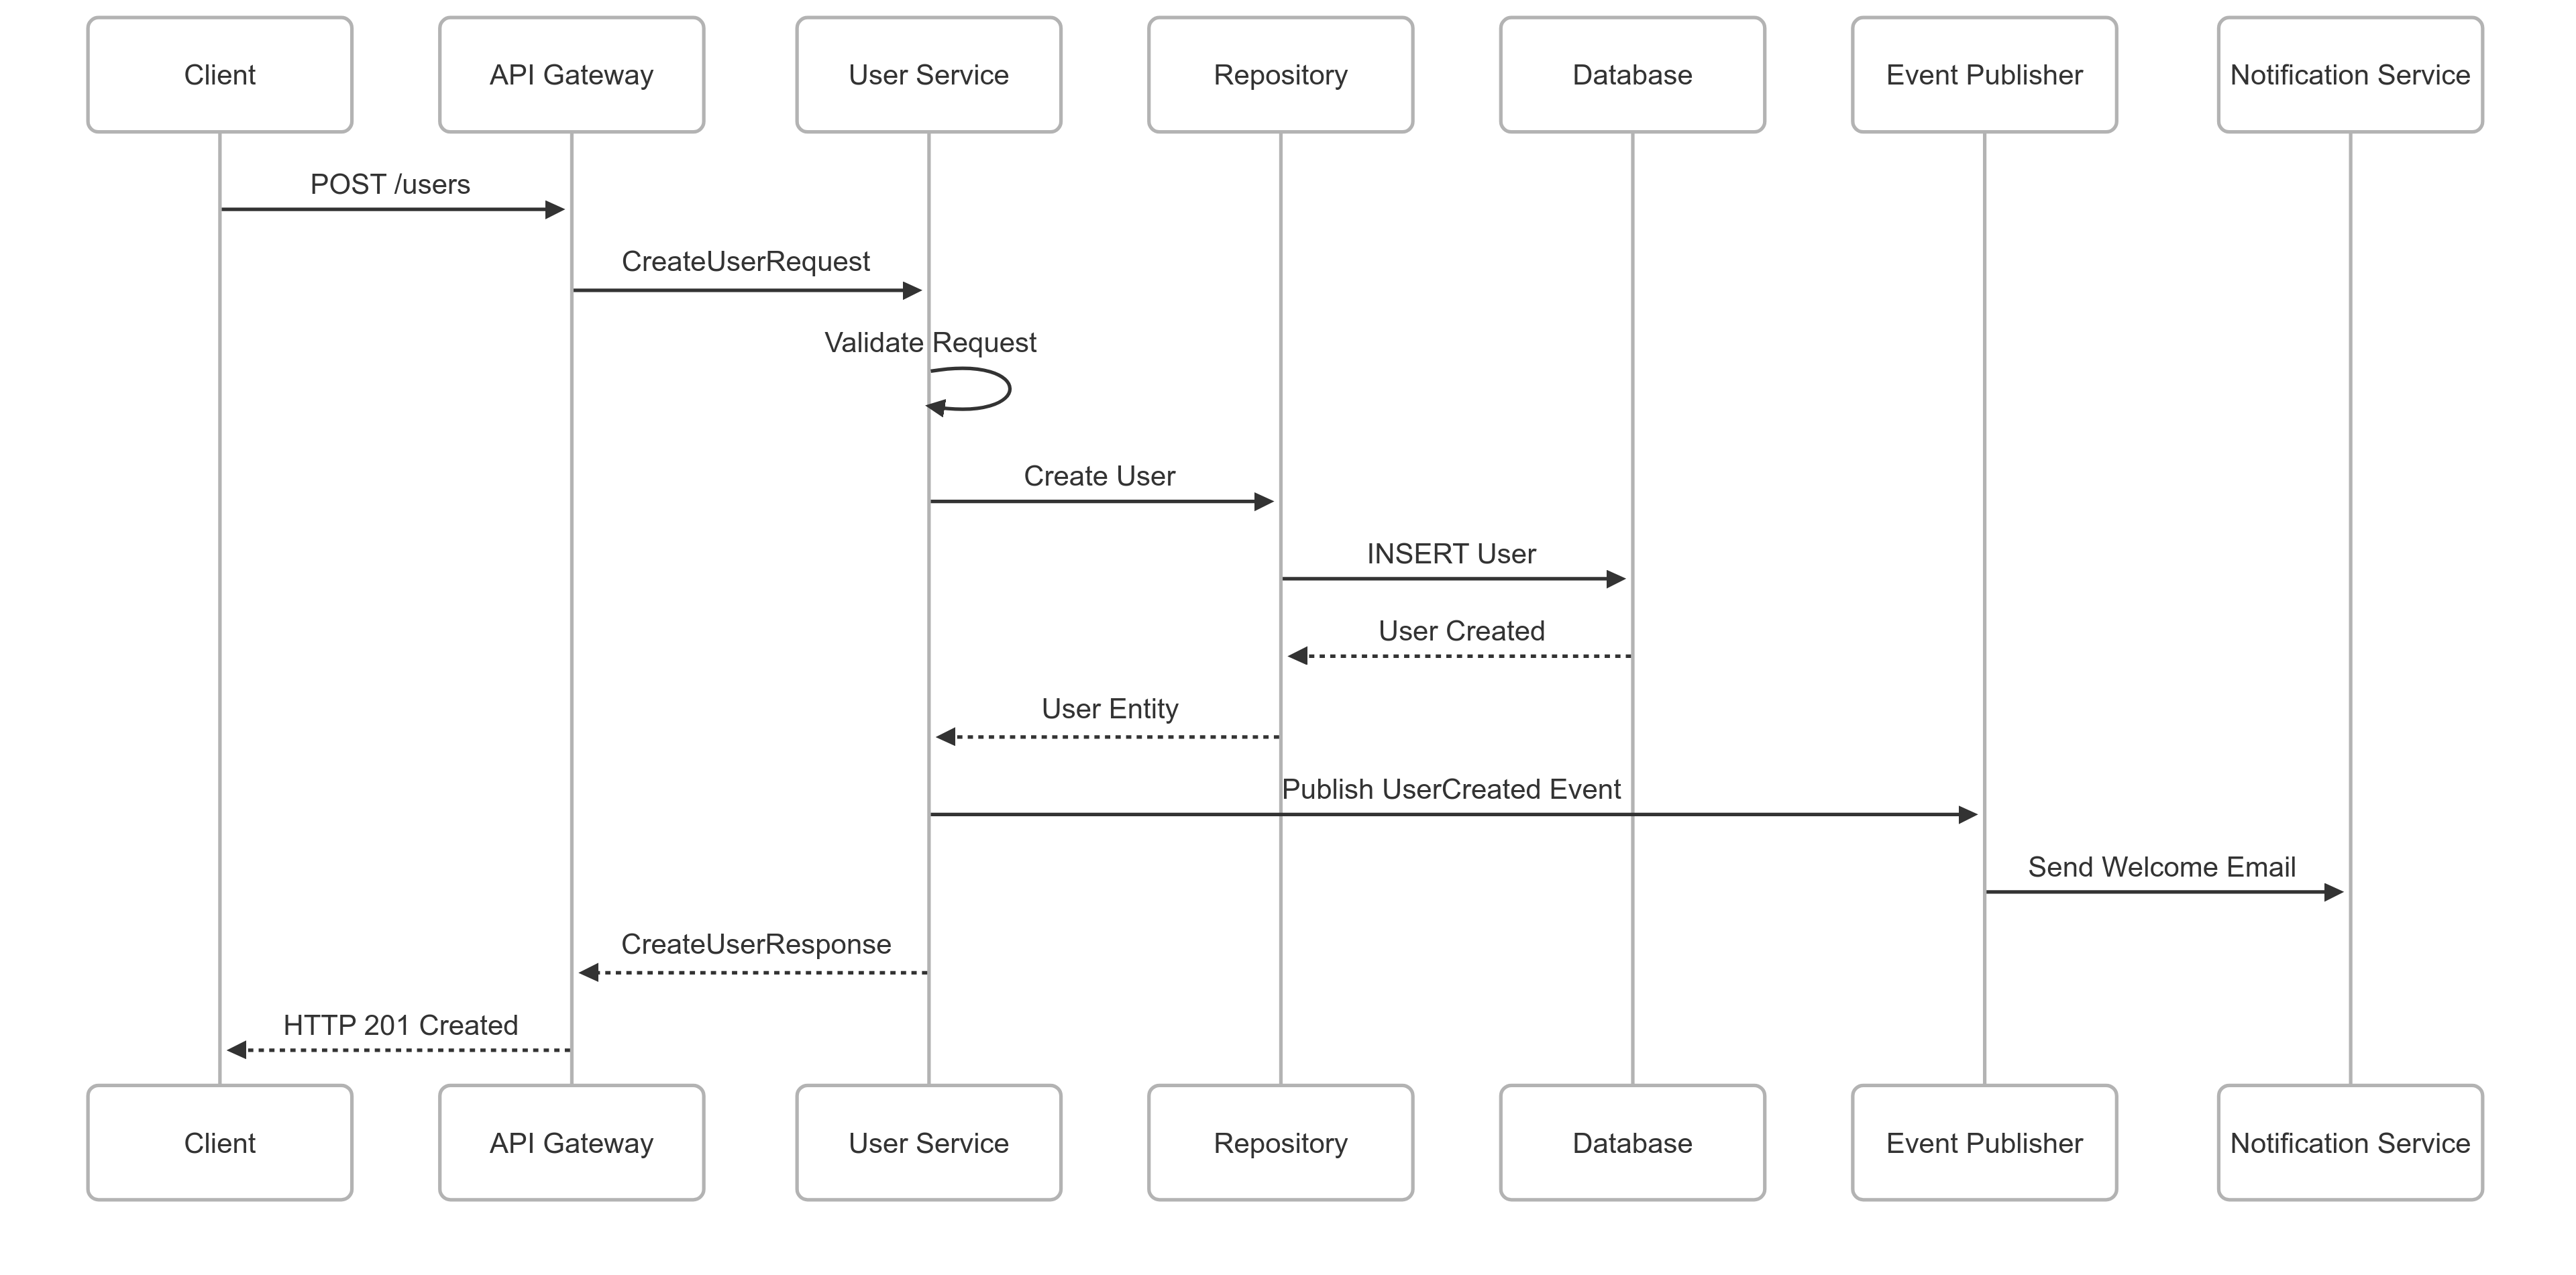 Client
API Gateway
User Service
Repository
Database
Event Publisher
Notification Service
POST /users
CreateUserRequest
Validate Request
Create User
INSERT User
User Created
User Entity
Publish UserCreated Event
Send Welcome Email
CreateUserResponse
HTTP 201 Created
Client
API Gateway
User Service
Repository
Database
Event Publisher
Notification Service